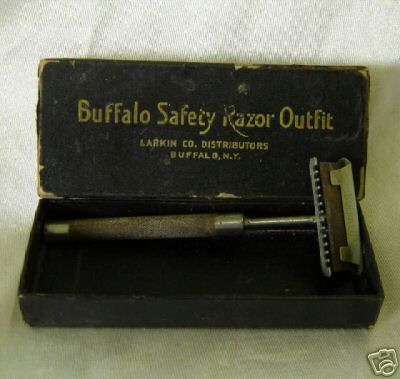 Buffalo Safety Razor Outfit
LARKIN CO. DISTRIBUTORS
BUFFALO, N.Y.